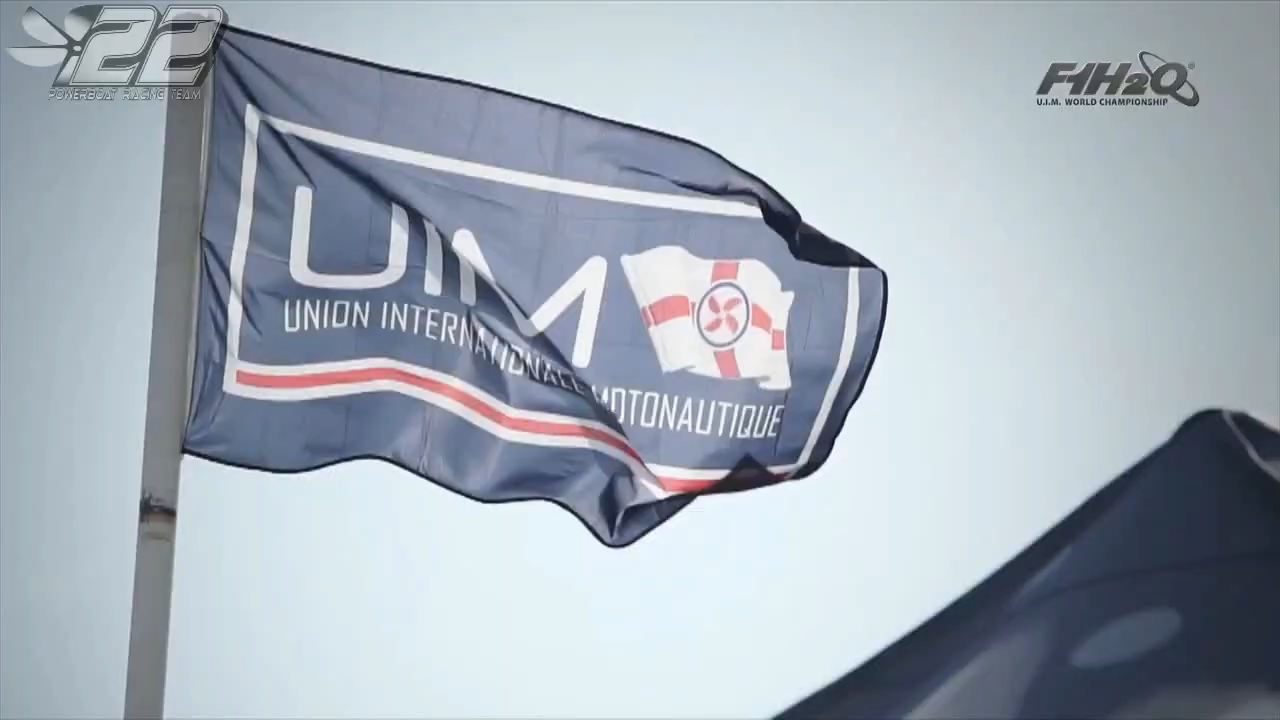 22
POWERBOAT RACING TEAM
F1H2O®
U.I.M. WORLD CHAMPIONSHIP
UIM
UNION INTERNATIONALE MOTONAUTIQUE